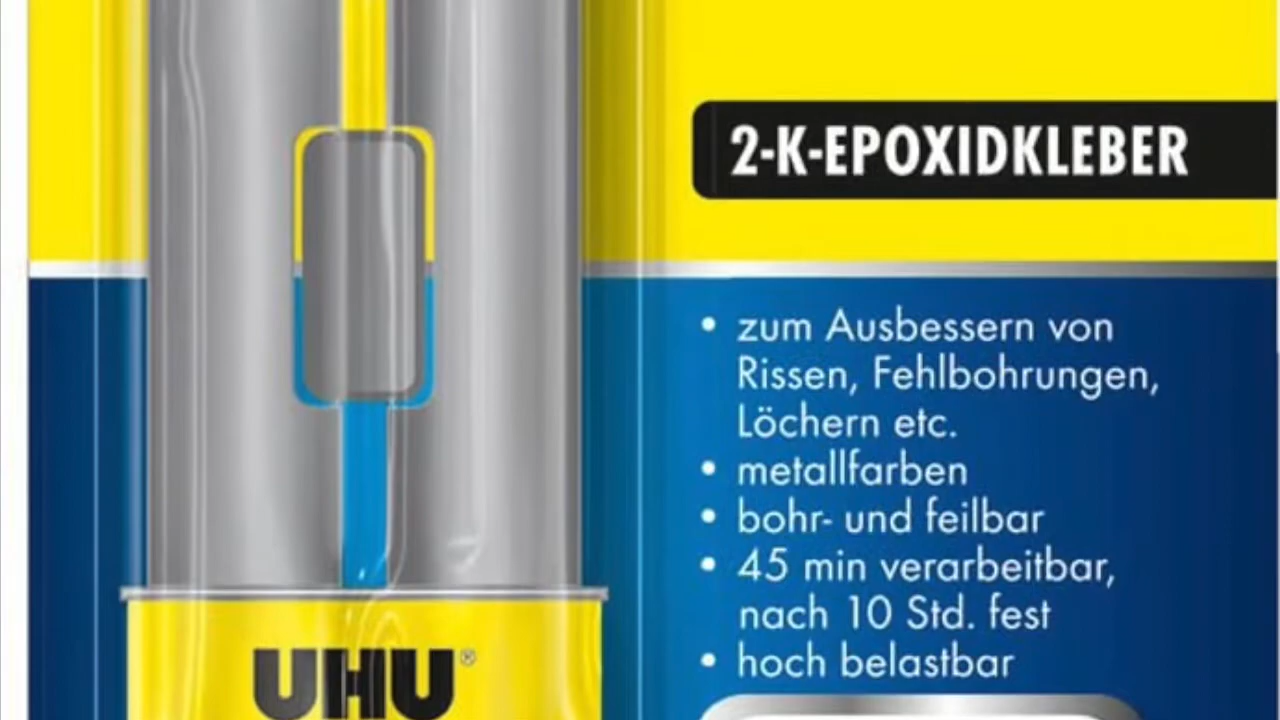 2-K-EPOXIDKLEBER
• zum Ausbessern von
Rissen, Fehlbohrungen,
Löchern etc.
• metallfarben
• bohr- und feilbar
• 45 min verarbeitbar,
nach 10 Std. fest
• hoch belastbar
UHU®